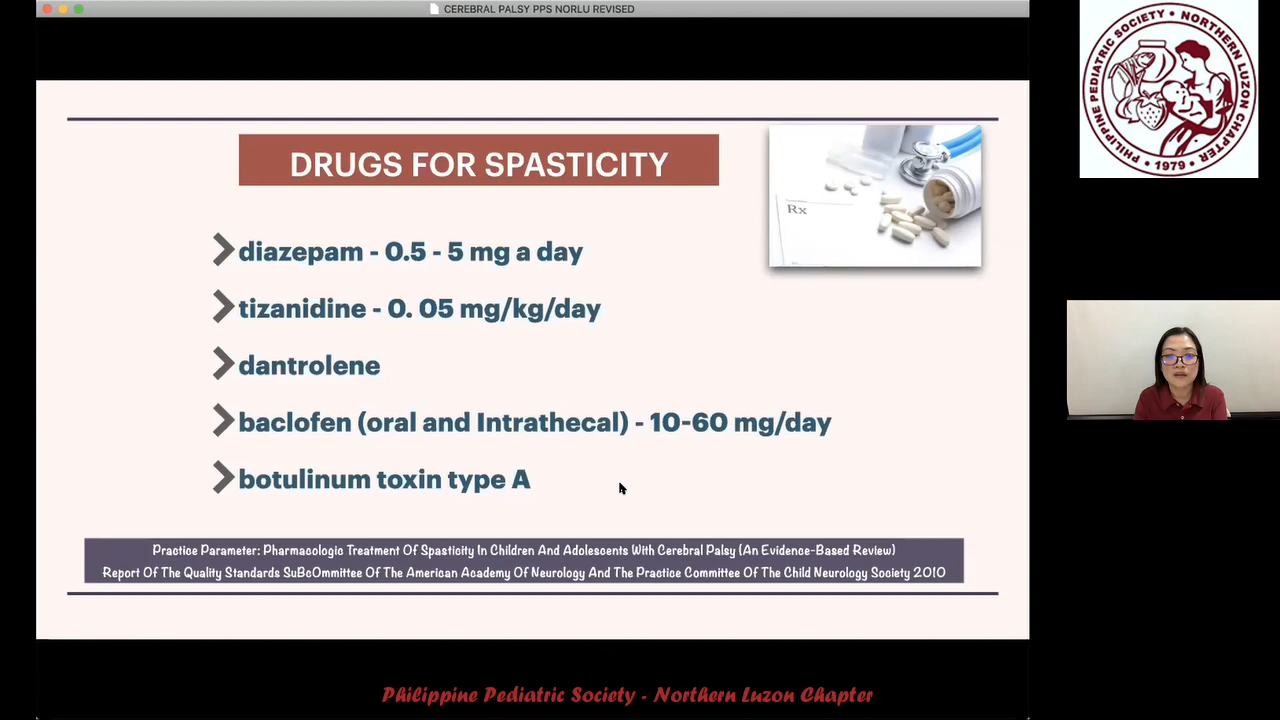 CEREBRAL PALSY PPS NORLU REVISED
DRUGS FOR SPASTICITY
Rx
diazepam - 0.5 - 5 mg a day
tizanidine - 0. 05 mg/kg/day
dantrolene
baclofen (oral and Intrathecal) - 10-60 mg/day
botulinum toxin type A
Practice Parameter: Pharmacologic Treatment Of Spasticity In Children And Adolescents With Cerebral Palsy (An Evidence-Based Review)
Report Of The Quality Standards SuBcOmmittee Of The American Academy Of Neurology And The Practice Committee Of The Child Neurology Society 2010
PHILIPPINE PEDIATRIC SOCIETY • NORTHERN LUZON CHAPTER
• 1979 •
Philippine Pediatric Society - Northern Luzon Chapter